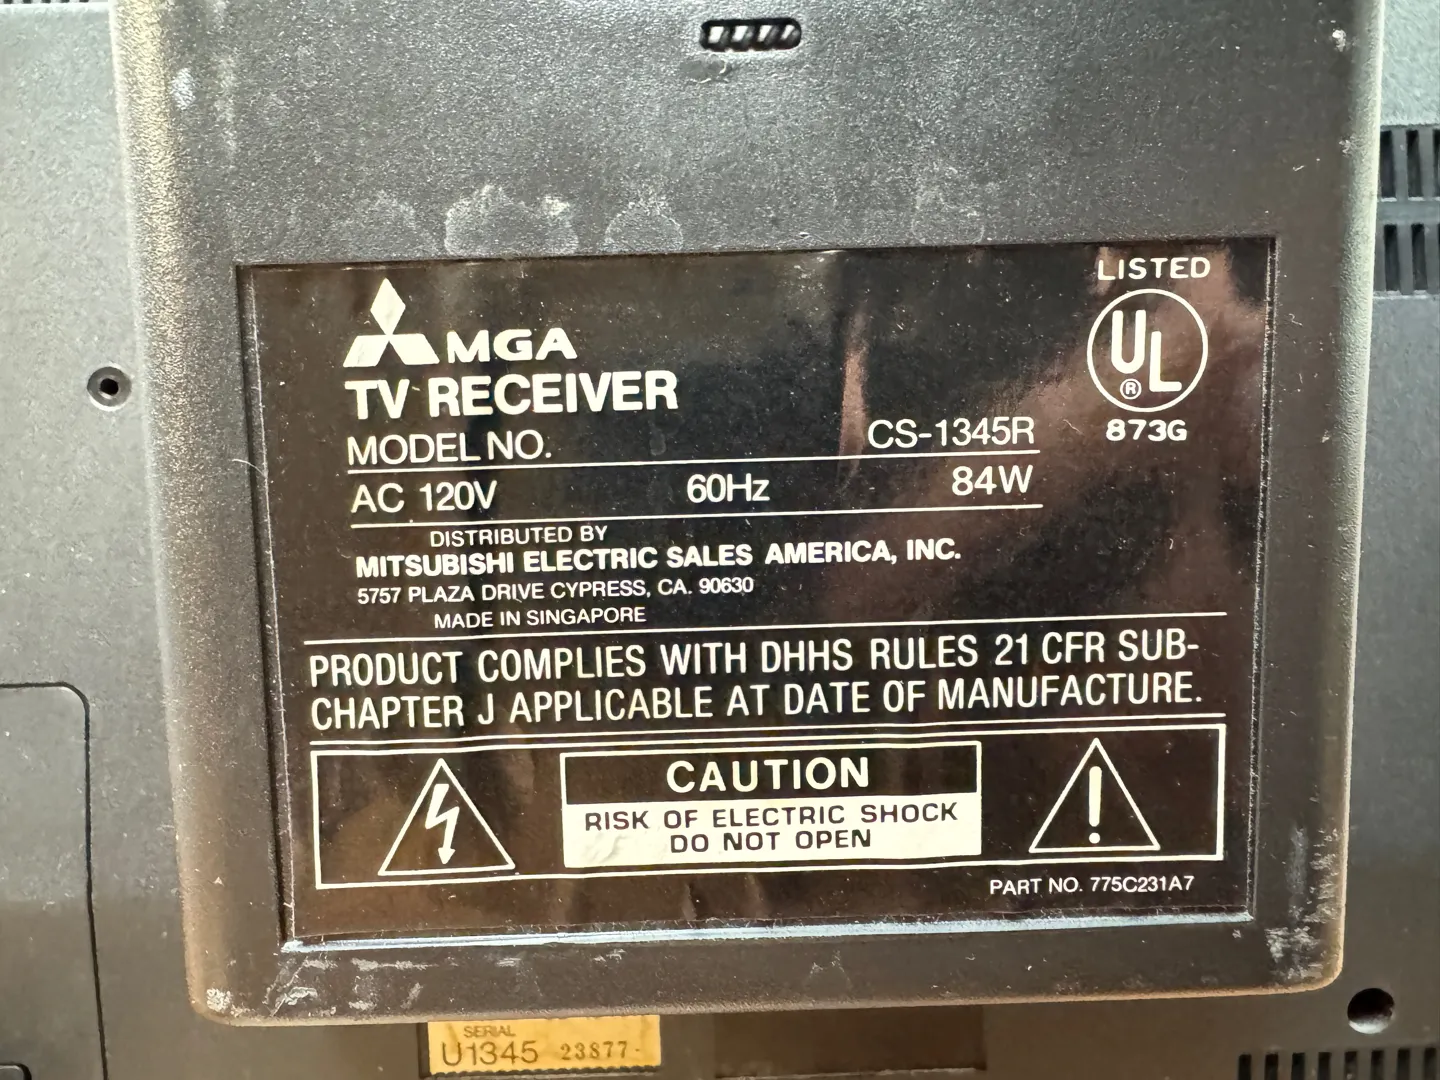 LISTED
UL
®
873G
MGA
TV RECEIVER
MODEL NO. CS-1345R
AC 120V 60Hz 84W
DISTRIBUTED BY
MITSUBISHI ELECTRIC SALES AMERICA, INC.
5757 PLAZA DRIVE CYPRESS, CA. 90630
MADE IN SINGAPORE
PRODUCT COMPLIES WITH DHHS RULES 21 CFR SUB-
CHAPTER J APPLICABLE AT DATE OF MANUFACTURE.
CAUTION
RISK OF ELECTRIC SHOCK
DO NOT OPEN
PART NO. 775C231A7
SERIAL
U1345 23877-